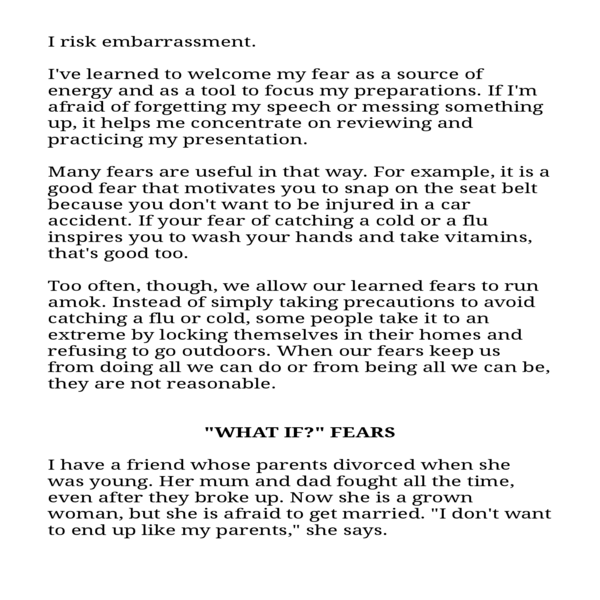 I risk embarrassment.
I've learned to welcome my fear as a source of
energy and as a tool to focus my preparations. If I'm
afraid of forgetting my speech or messing something
up, it helps me concentrate on reviewing and
practicing my presentation.
Many fears are useful in that way. For example, it is a
good fear that motivates you to snap on the seat belt
because you don't want to be injured in a car
accident. If your fear of catching a cold or a flu
inspires you to wash your hands and take vitamins,
that's good too.
Too often, though, we allow our learned fears to run
amok. Instead of simply taking precautions to avoid
catching a flu or cold, some people take it to an
extreme by locking themselves in their homes and
refusing to go outdoors. When our fears keep us
from doing all we can do or from being all we can be,
they are not reasonable.
"WHAT IF?" FEARS
I have a friend whose parents divorced when she
was young. Her mum and dad fought all the time,
even after they broke up. Now she is a grown
woman, but she is afraid to get married. "I don't want
to end up like my parents," she says.